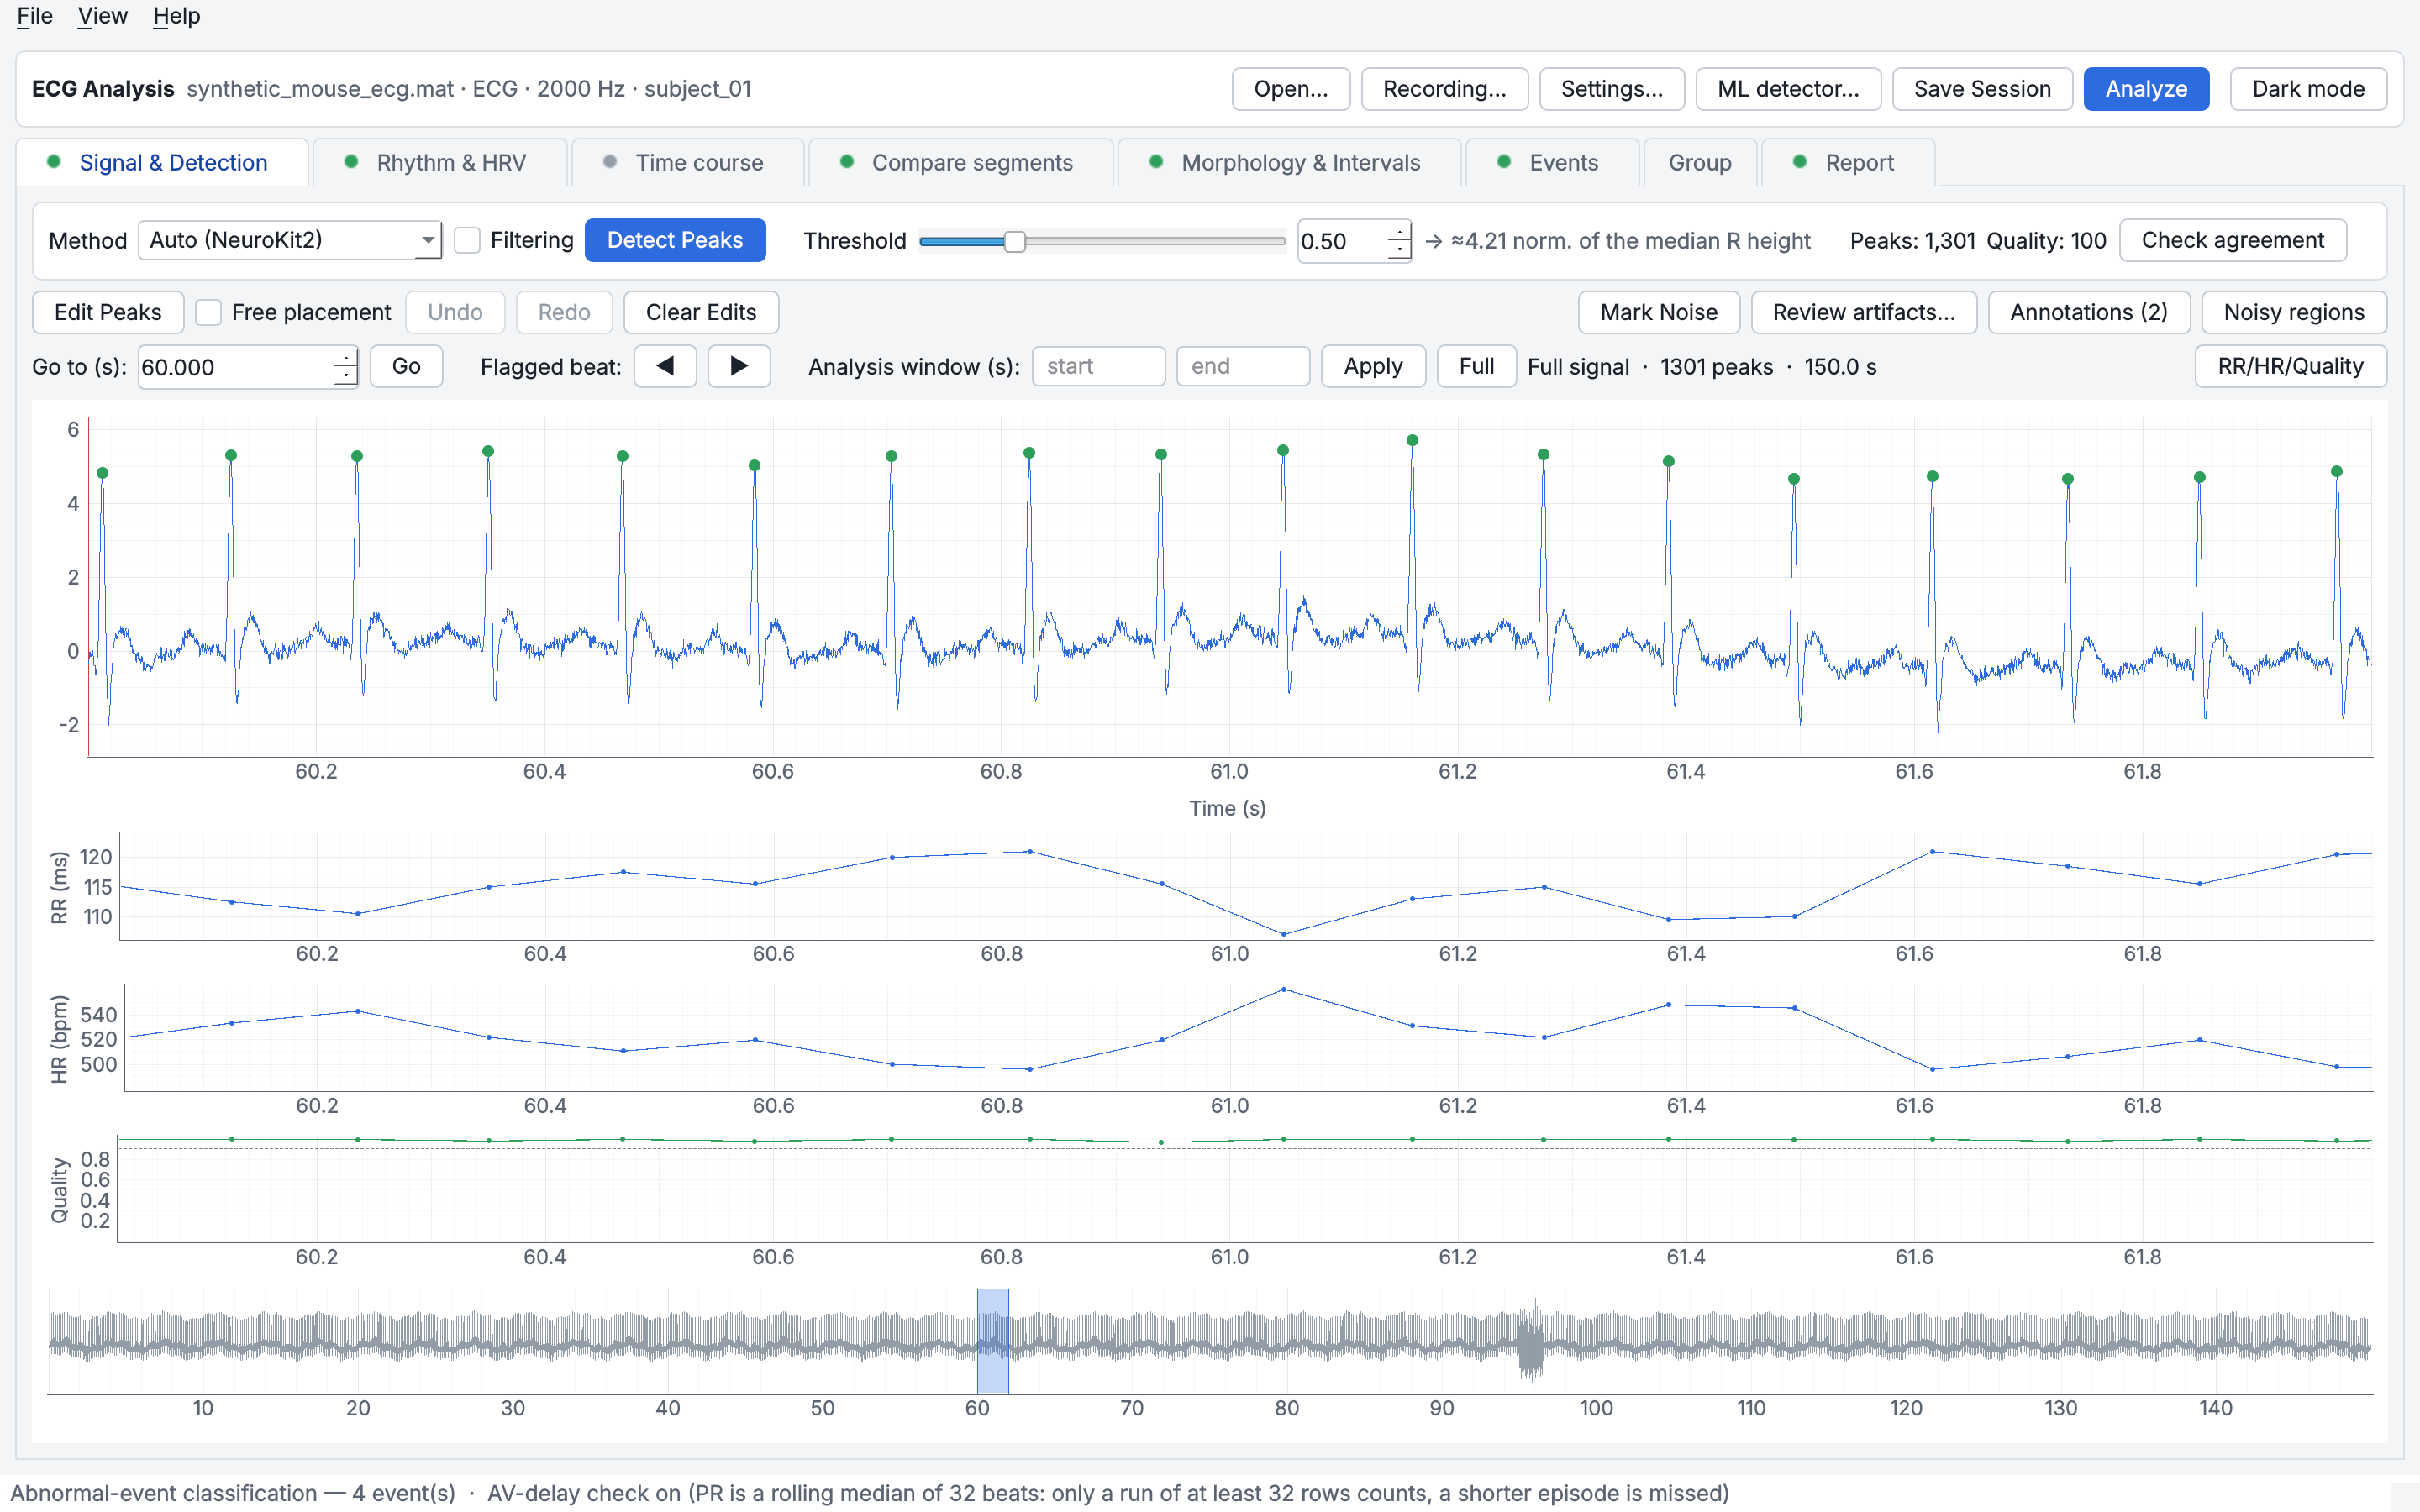 File View Help
ECG Analysis synthetic_mouse_ecg.mat · ECG · 2000 Hz · subject_01 Open... Recording... Settings... ML detector... Save Session Analyze Dark mode
Signal & Detection Rhythm & HRV Time course Compare segments Morphology & Intervals Events Group Report
Method Auto (NeuroKit2) Filtering Detect Peaks Threshold 0.50 → ≈4.21 norm. of the median R height Peaks: 1,301 Quality: 100 Check agreement
Edit Peaks Free placement Undo Redo Clear Edits Mark Noise Review artifacts... Annotations (2) Noisy regions
Go to (s): 60.000 Go Flagged beat: ◀ ▶ Analysis window (s): start end Apply Full Full signal · 1301 peaks · 150.0 s RR/HR/Quality
6
4
2
0
-2
60.2 60.4 60.6 60.8 61.0 61.2 61.4 61.6 61.8
Time (s)
RR (ms)
120
115
110
60.2 60.4 60.6 60.8 61.0 61.2 61.4 61.6 61.8
HR (bpm)
540
520
500
60.2 60.4 60.6 60.8 61.0 61.2 61.4 61.6 61.8
Quality
0.8
0.6
0.4
0.2
60.2 60.4 60.6 60.8 61.0 61.2 61.4 61.6 61.8
10 20 30 40 50 60 70 80 90 100 110 120 130 140
Abnormal-event classification — 4 event(s) · AV-delay check on (PR is a rolling median of 32 beats: only a run of at least 32 rows counts, a shorter episode is missed)